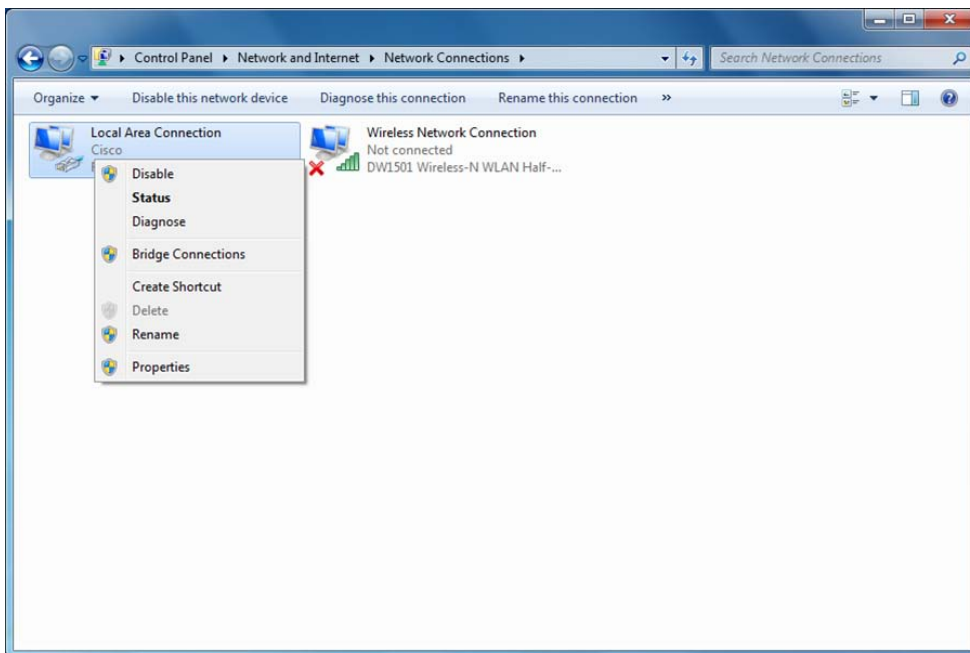 Control Panel ▸ Network and Internet ▸ Network Connections ▸
Search Network Connections
Organize ▾ Disable this network device Diagnose this connection Rename this connection »
Local Area Connection
Cisco
Wireless Network Connection
Not connected
DW1501 Wireless-N WLAN Half-...
Disable
Status
Diagnose
Bridge Connections
Create Shortcut
Delete
Rename
Properties